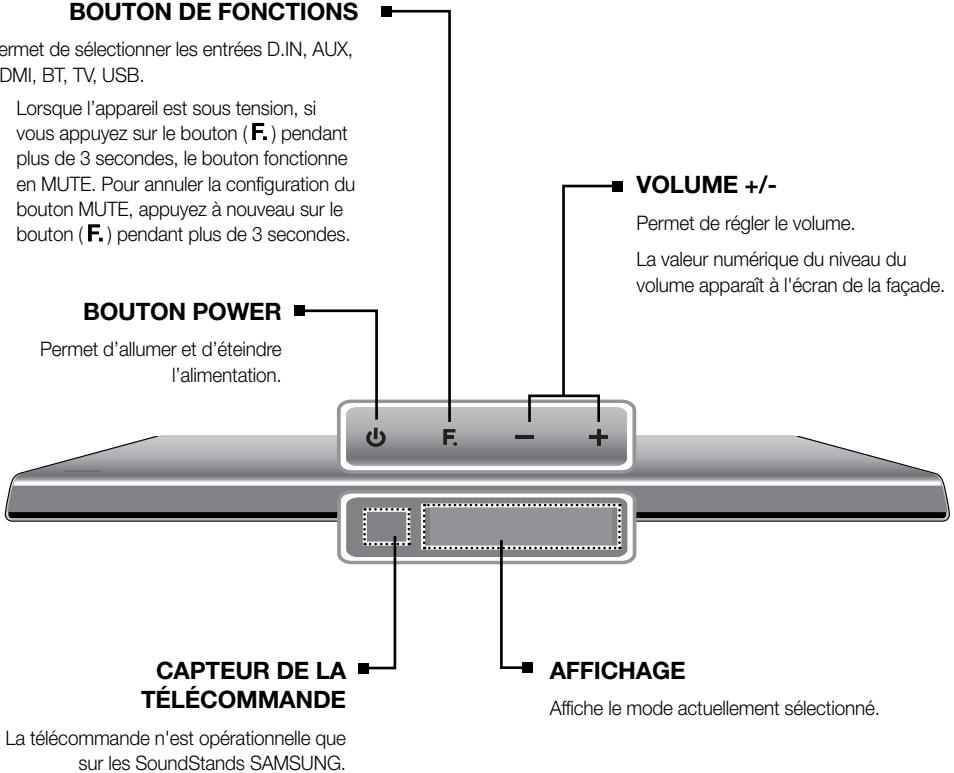 BOUTON DE FONCTIONS
ermet de sélectionner les entrées D.IN, AUX,
DMI, BT, TV, USB.
Lorsque l’appareil est sous tension, si
vous appuyez sur le bouton ( F. ) pendant
plus de 3 secondes, le bouton fonctionne
en MUTE. Pour annuler la configuration du
bouton MUTE, appuyez à nouveau sur le
bouton ( F. ) pendant plus de 3 secondes.
VOLUME +/-
Permet de régler le volume.
La valeur numérique du niveau du
volume apparaît à l'écran de la façade.
BOUTON POWER
Permet d’allumer et d’éteindre
l’alimentation.
F. − +
CAPTEUR DE LA
TÉLÉCOMMANDE
La télécommande n'est opérationnelle que
sur les SoundStands SAMSUNG.
AFFICHAGE
Affiche le mode actuellement sélectionné.